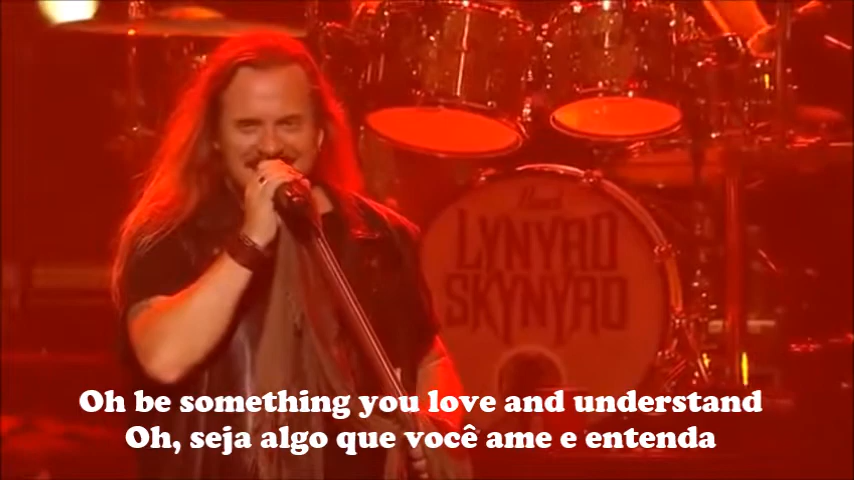 LYNYRD
SKYNYRD
Oh be something you love and understand
Oh, seja algo que você ame e entenda